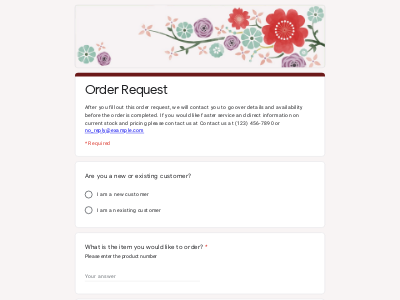 Order Request
After you fill out this order request, we will contact you to go over details and availability
before the order is completed. If you would like faster service and direct information on
current stock and pricing please contact us at Contact us at (123) 456-7890 or
no_reply@example.com
* Required
Are you a new or existing customer?
I am a new customer
I am an existing customer
What is the item you would like to order? *
Please enter the product number
Your answer